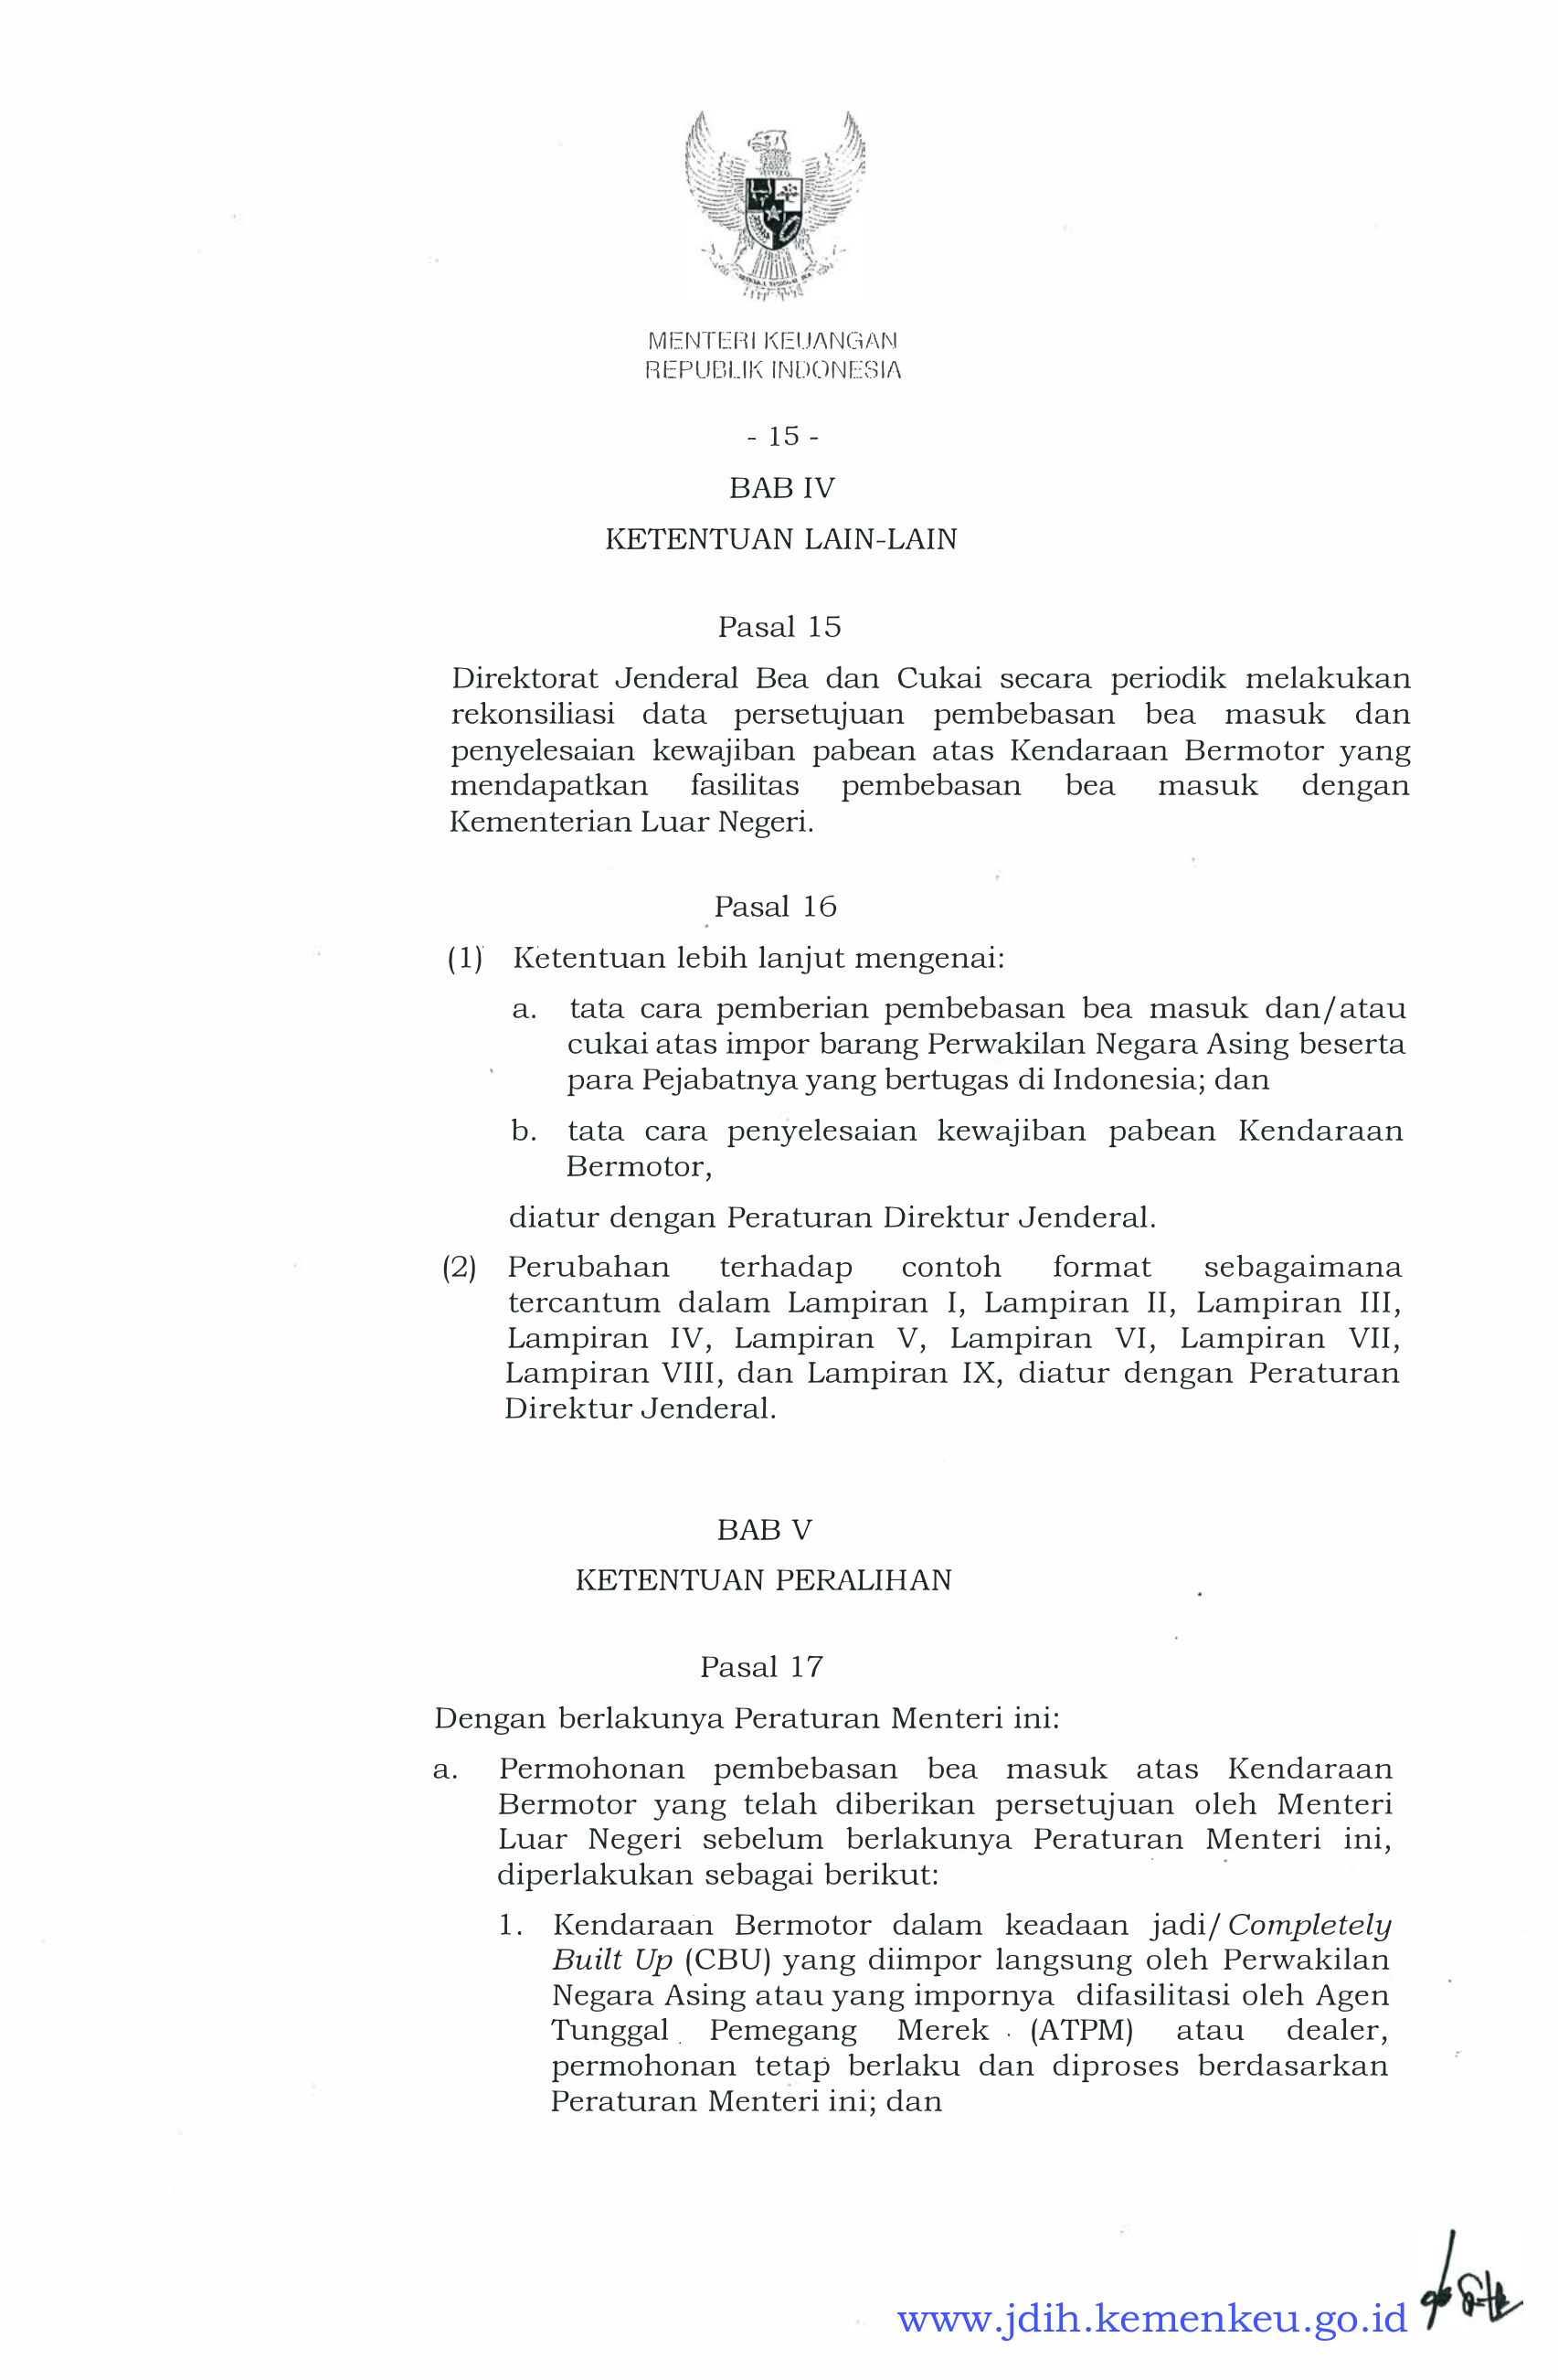 MENTERI KEUANGAN
REPUBLIK INDONESIA
- 15 -
BAB IV
KETENTUAN LAIN-LAIN
Pasal 15
Direktorat Jenderal Bea dan Cukai secara periodik melakukan
rekonsiliasi data persetujuan pembebasan bea masuk dan
penyelesaian kewajiban pabean atas Kendaraan Bermotor yang
mendapatkan fasilitas pembebasan bea masuk dengan
Kementerian Luar Negeri.
Pasal 16
(1) Ketentuan lebih lanjut mengenai:
a. tata cara pemberian pembebasan bea masuk dan/atau
cukai atas impor barang Perwakilan Negara Asing beserta
para Pejabatnya yang bertugas di Indonesia; dan
b. tata cara penyelesaian kewajiban pabean Kendaraan
Bermotor,
diatur dengan Peraturan Direktur Jenderal.
(2) Perubahan terhadap contoh format sebagaimana
tercantum dalam Lampiran I, Lampiran II, Lampiran III,
Lampiran IV, Lampiran V, Lampiran VI, Lampiran VII,
Lampiran VIII, dan Lampiran IX, diatur dengan Peraturan
Direktur Jenderal.
BAB V
KETENTUAN PERALIHAN
Pasal 17
Dengan berlakunya Peraturan Menteri ini:
a. Permohonan pembebasan bea masuk atas Kendaraan
Bermotor yang telah diberikan persetujuan oleh Menteri
Luar Negeri sebelum berlakunya Peraturan Menteri ini,
diperlakukan sebagai berikut:
1. Kendaraan Bermotor dalam keadaan jadi/Completely
Built Up (CBU) yang diimpor langsung oleh Perwakilan
Negara Asing atau yang impornya difasilitasi oleh Agen
Tunggal Pemegang Merek (ATPM) atau dealer,
permohonan tetap berlaku dan diproses berdasarkan
Peraturan Menteri ini; dan
www.jdih.kemenkeu.go.id